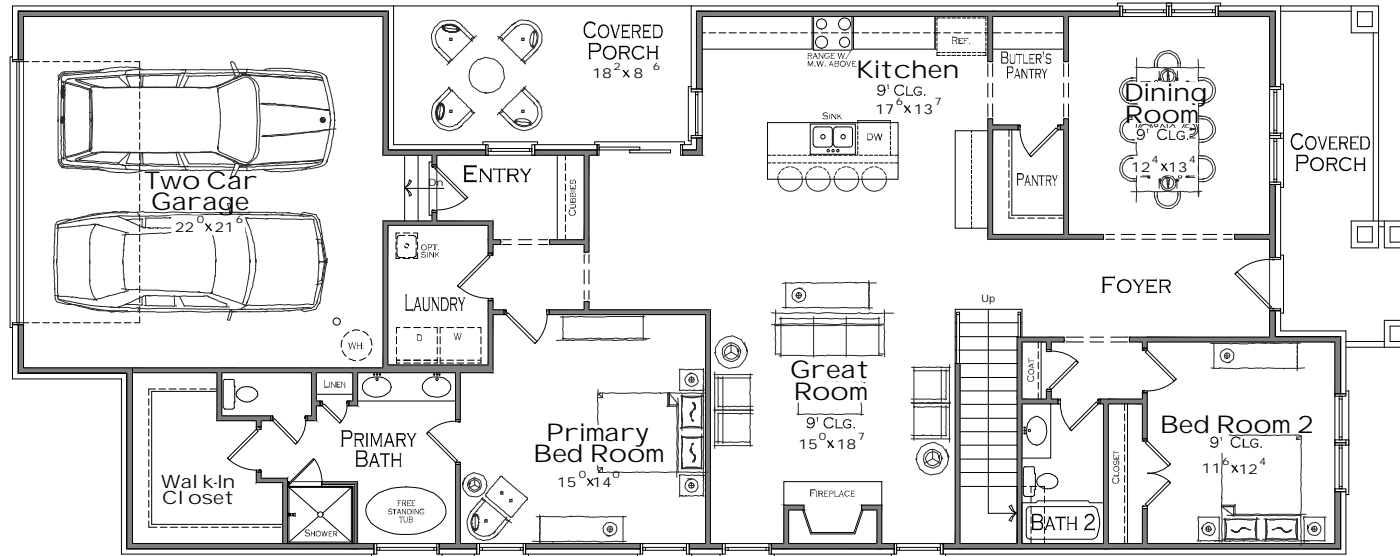 Two Car
Garage
22⁰x21⁶
WH.
COVERED
PORCH
18²x8 ⁶
Dn
ENTRY
CUBBIES
OPT.
SINK
LAUNDRY
D
W
RANGE W/
M.W. ABOVE
REF.
Kitchen
9' CLG.
17⁶x13⁷
SINK
DW
BUTLER'S
PANTRY
PANTRY
Dining
Room
9' CLG.
12⁴x13⁴
COVERED
PORCH
FOYER
Up
Great
Room
9' CLG.
15⁰x18⁷
FIREPLACE
COAT
CLOSET
BATH 2
Bed Room 2
9' CLG.
11⁶x12⁴
Primary
Bed Room
15⁰x14⁰
LINEN
PRIMARY
BATH
Walk-In
Closet
SHOWER
FREE
STANDING
TUB